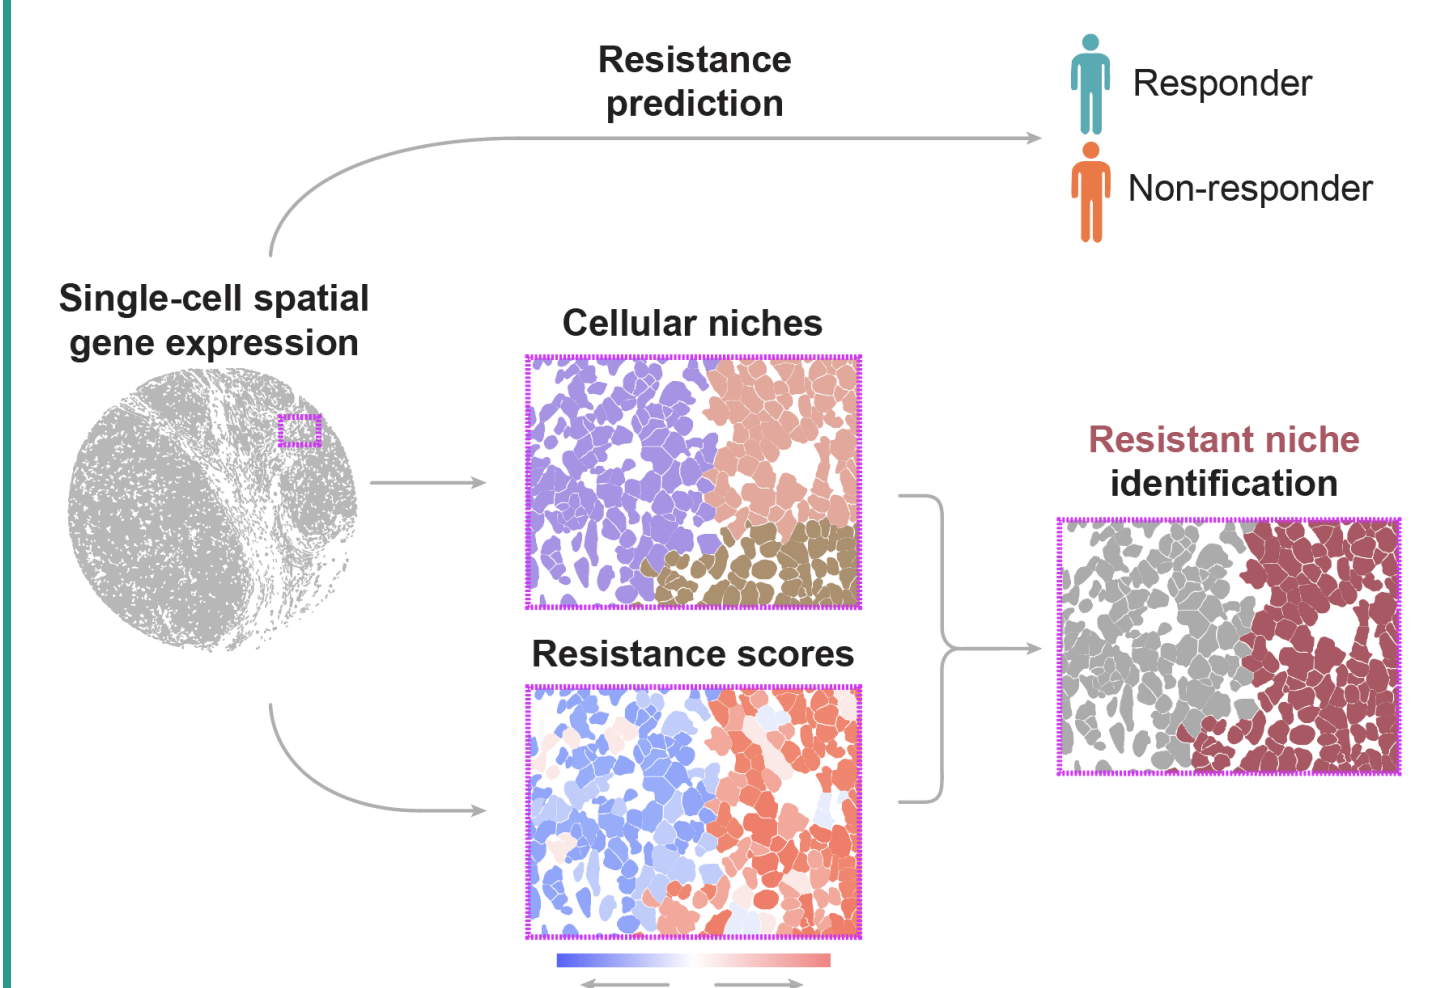 Resistance
prediction
Responder
Non-responder
Single-cell spatial
gene expression
Cellular niches
Resistant niche
identification
Resistance scores